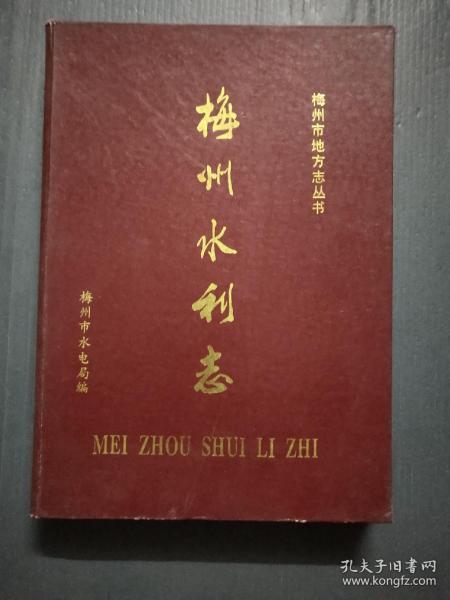 梅州市地方志丛书
梅州水利志
梅州市水电局编
MEI ZHOU SHUI LI ZHI
孔夫子旧书网
www.kongfz.com